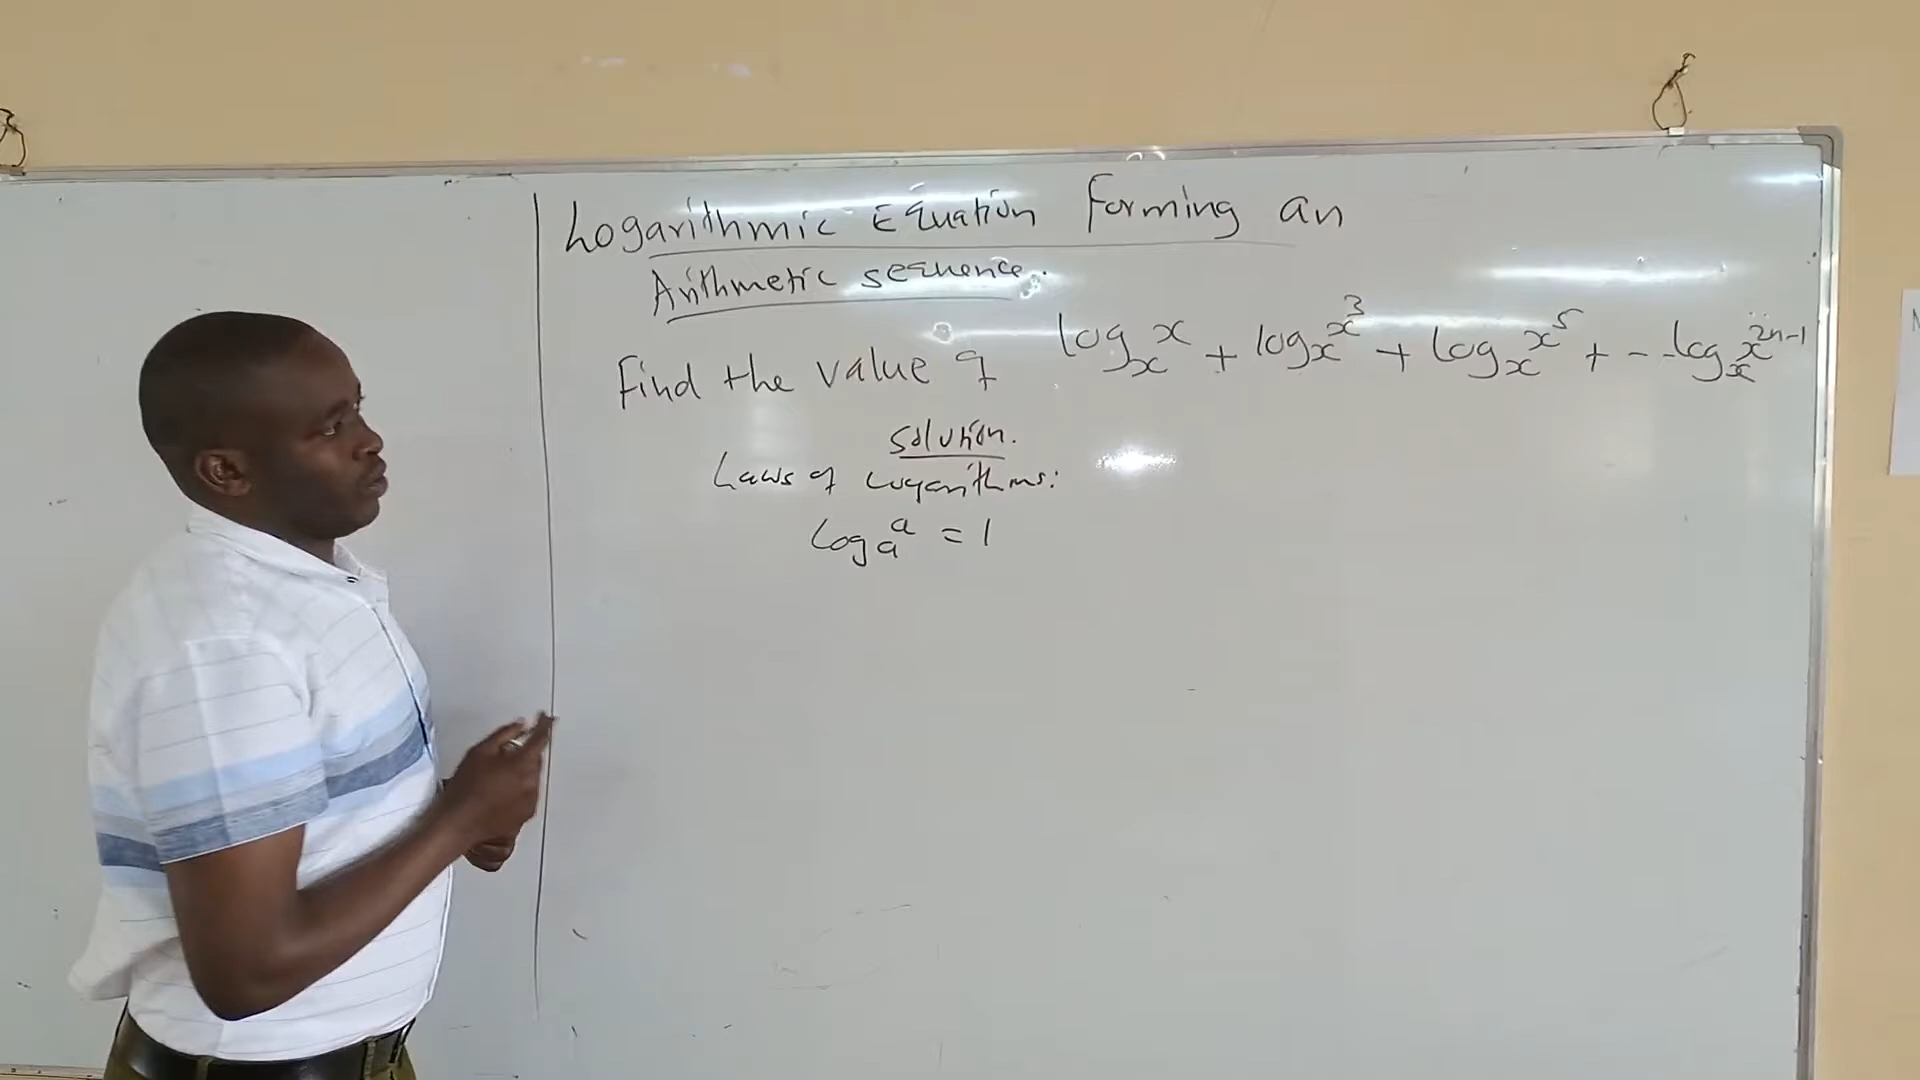 Logarithmic Equation Forming an
Arithmetic sequence.
Find the value of log_x x + log_x x^3 + log_x x^5 + -- log_x x^{2n-1}
Solution.
Laws of Logarithms:
log_a a = 1